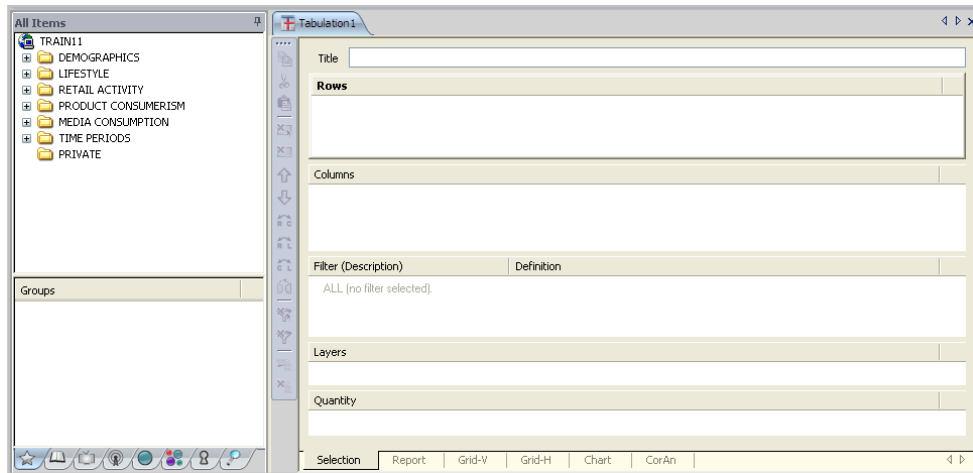 All Items
TRAIN11
DEMOGRAPHICS
LIFESTYLE
RETAIL ACTIVITY
PRODUCT CONSUMERISM
MEDIA CONSUMPTION
TIME PERIODS
PRIVATE
Groups
Tabulation1
Title
Rows
Columns
Filter (Description) Definition
ALL (no filter selected).
Layers
Quantity
Selection Report Grid-V Grid-H Chart CorAn